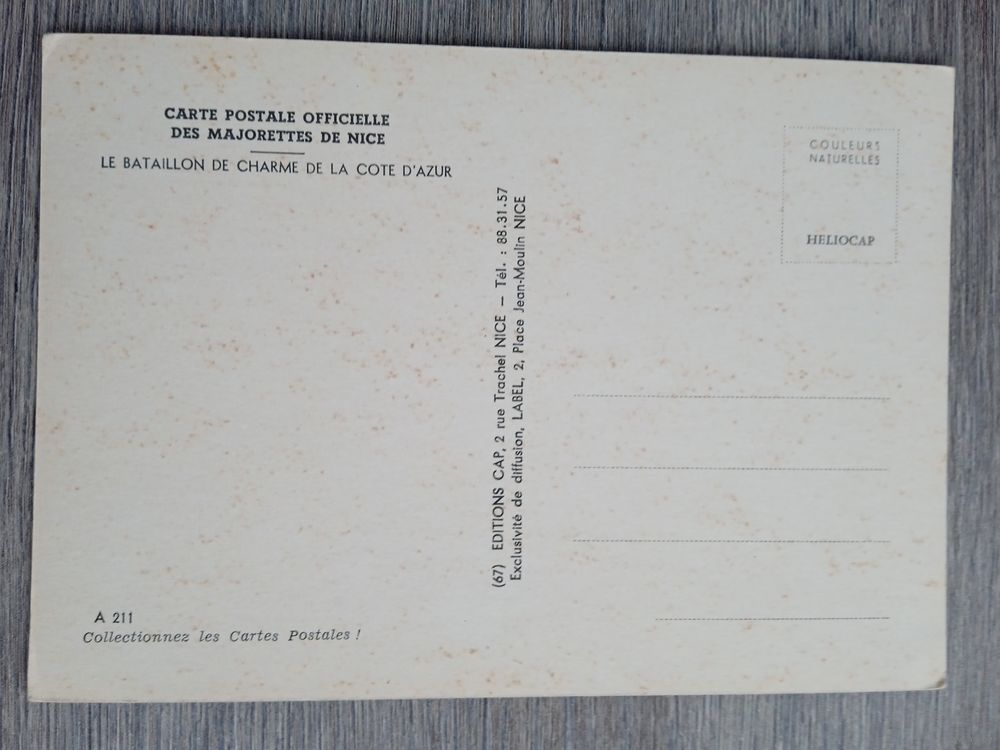 CARTE POSTALE OFFICIELLE
DES MAJORETTES DE NICE
LE BATAILLON DE CHARME DE LA COTE D'AZUR
A 211
Collectionnez les Cartes Postales !
(67) EDITIONS CAP, 2 rue Trachel NICE — Tél. : 88.31.57
Exclusivité de diffusion, LABEL, 2, Place Jean-Moulin NICE
COULEURS
NATURELLES
HELIOCAP